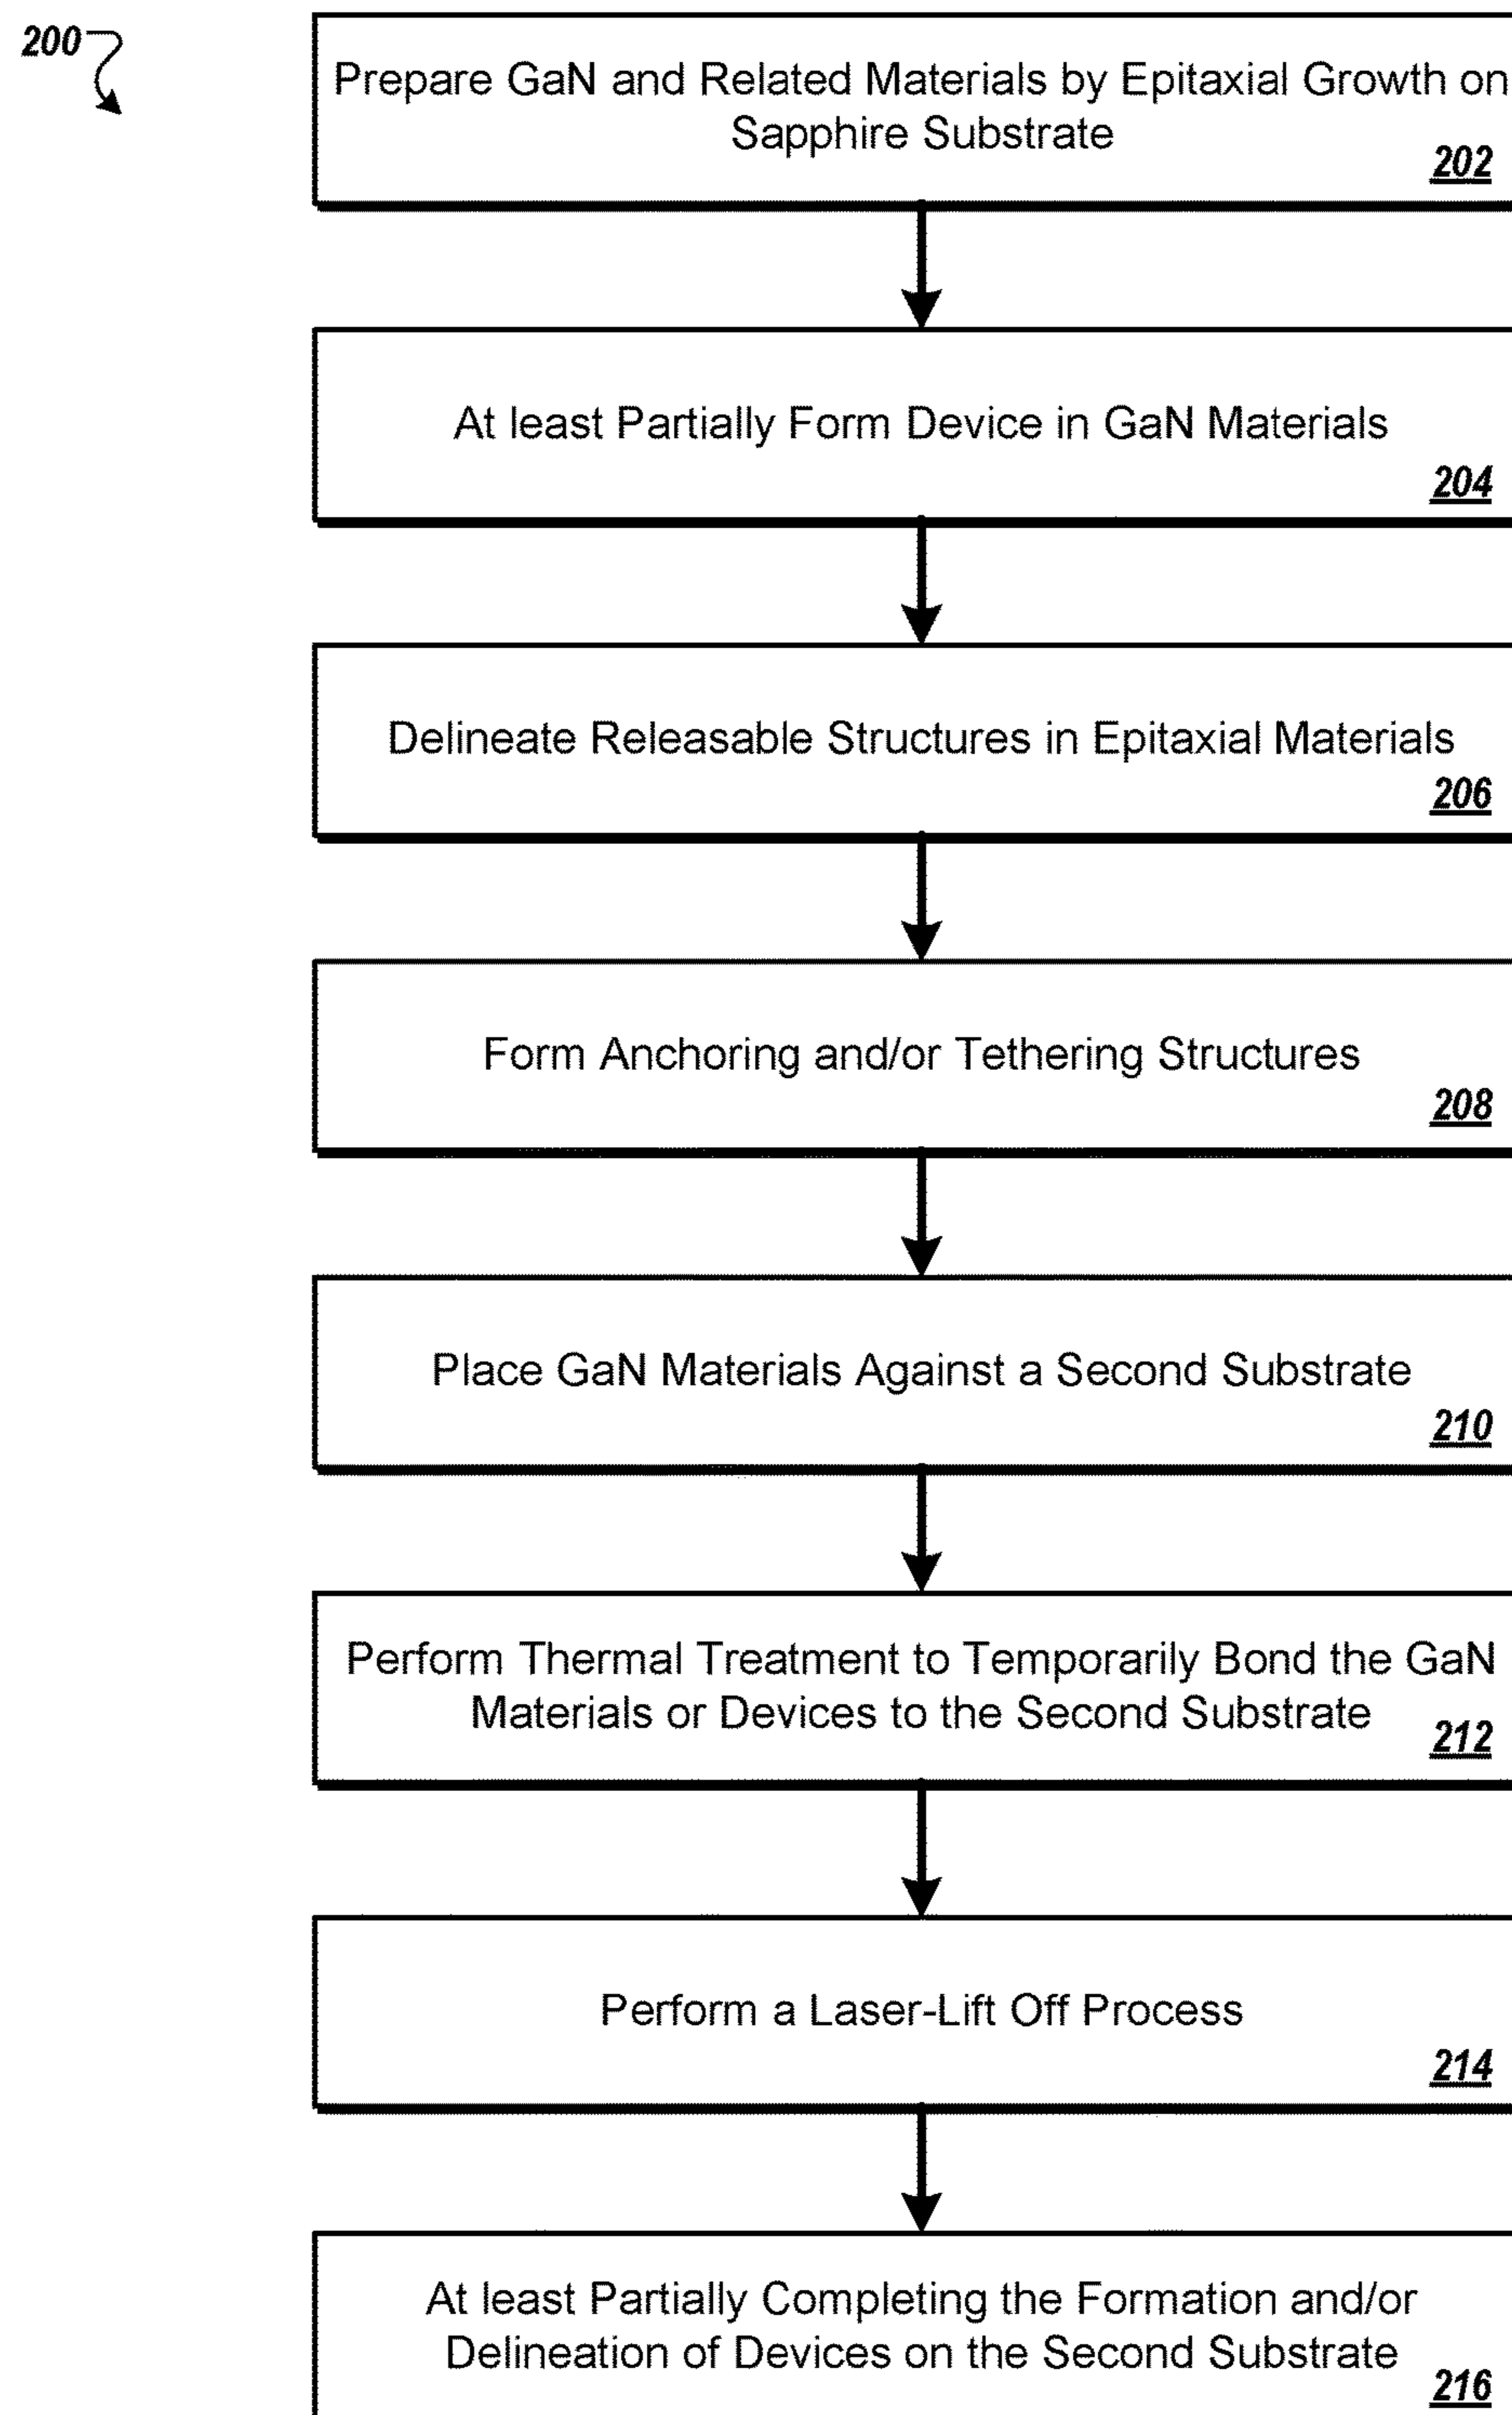 200
Prepare GaN and Related Materials by Epitaxial Growth on
Sapphire Substrate
202
At least Partially Form Device in GaN Materials
204
Delineate Releasable Structures in Epitaxial Materials
206
Form Anchoring and/or Tethering Structures
208
Place GaN Materials Against a Second Substrate
210
Perform Thermal Treatment to Temporarily Bond the GaN
Materials or Devices to the Second Substrate
212
Perform a Laser-Lift Off Process
214
At least Partially Completing the Formation and/or
Delineation of Devices on the Second Substrate
216